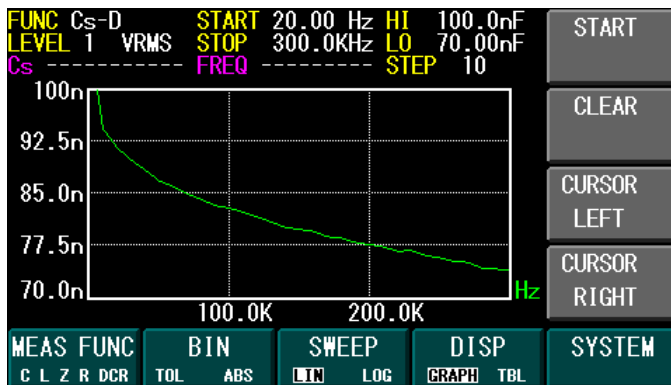 FUNC Cs-D START 20.00 Hz HI 100.0nF
LEVEL 1 VRMS STOP 300.0KHz LO 70.00nF
Cs ----------- FREQ --------- STEP 10
100n
92.5n
85.0n
77.5n
70.0n
Hz
100.0K 200.0K
START
CLEAR
CURSOR
LEFT
CURSOR
RIGHT
MEAS FUNC BIN SWEEP DISP SYSTEM
C L Z R DCR TOL ABS LIN LOG GRAPH TBL